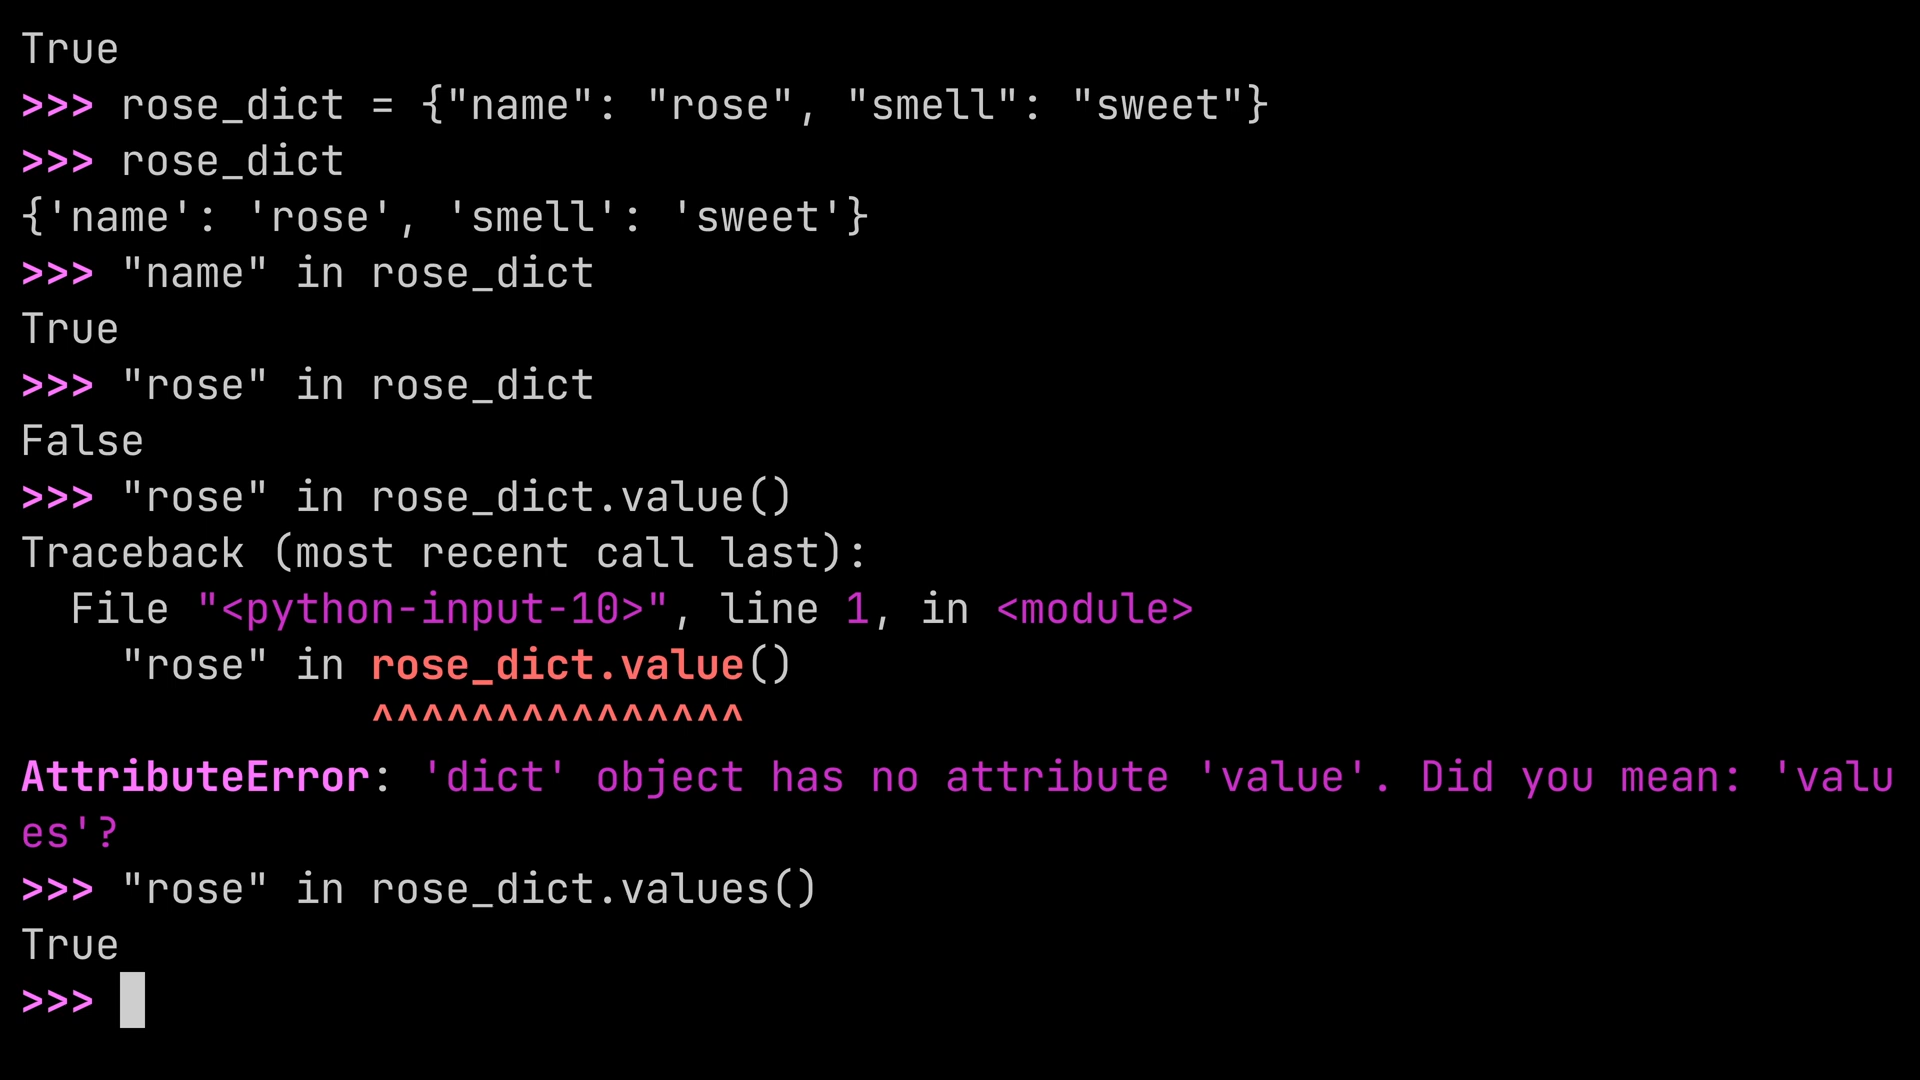 True
>>> rose_dict = {"name": "rose", "smell": "sweet"}
>>> rose_dict
{'name': 'rose', 'smell': 'sweet'}
>>> "name" in rose_dict
True
>>> "rose" in rose_dict
False
>>> "rose" in rose_dict.value()
Traceback (most recent call last):
  File "<python-input-10>", line 1, in <module>
    "rose" in rose_dict.value()
              ^^^^^^^^^^^^^^^
AttributeError: 'dict' object has no attribute 'value'. Did you mean: 'valu
es'?
>>> "rose" in rose_dict.values()
True
>>>